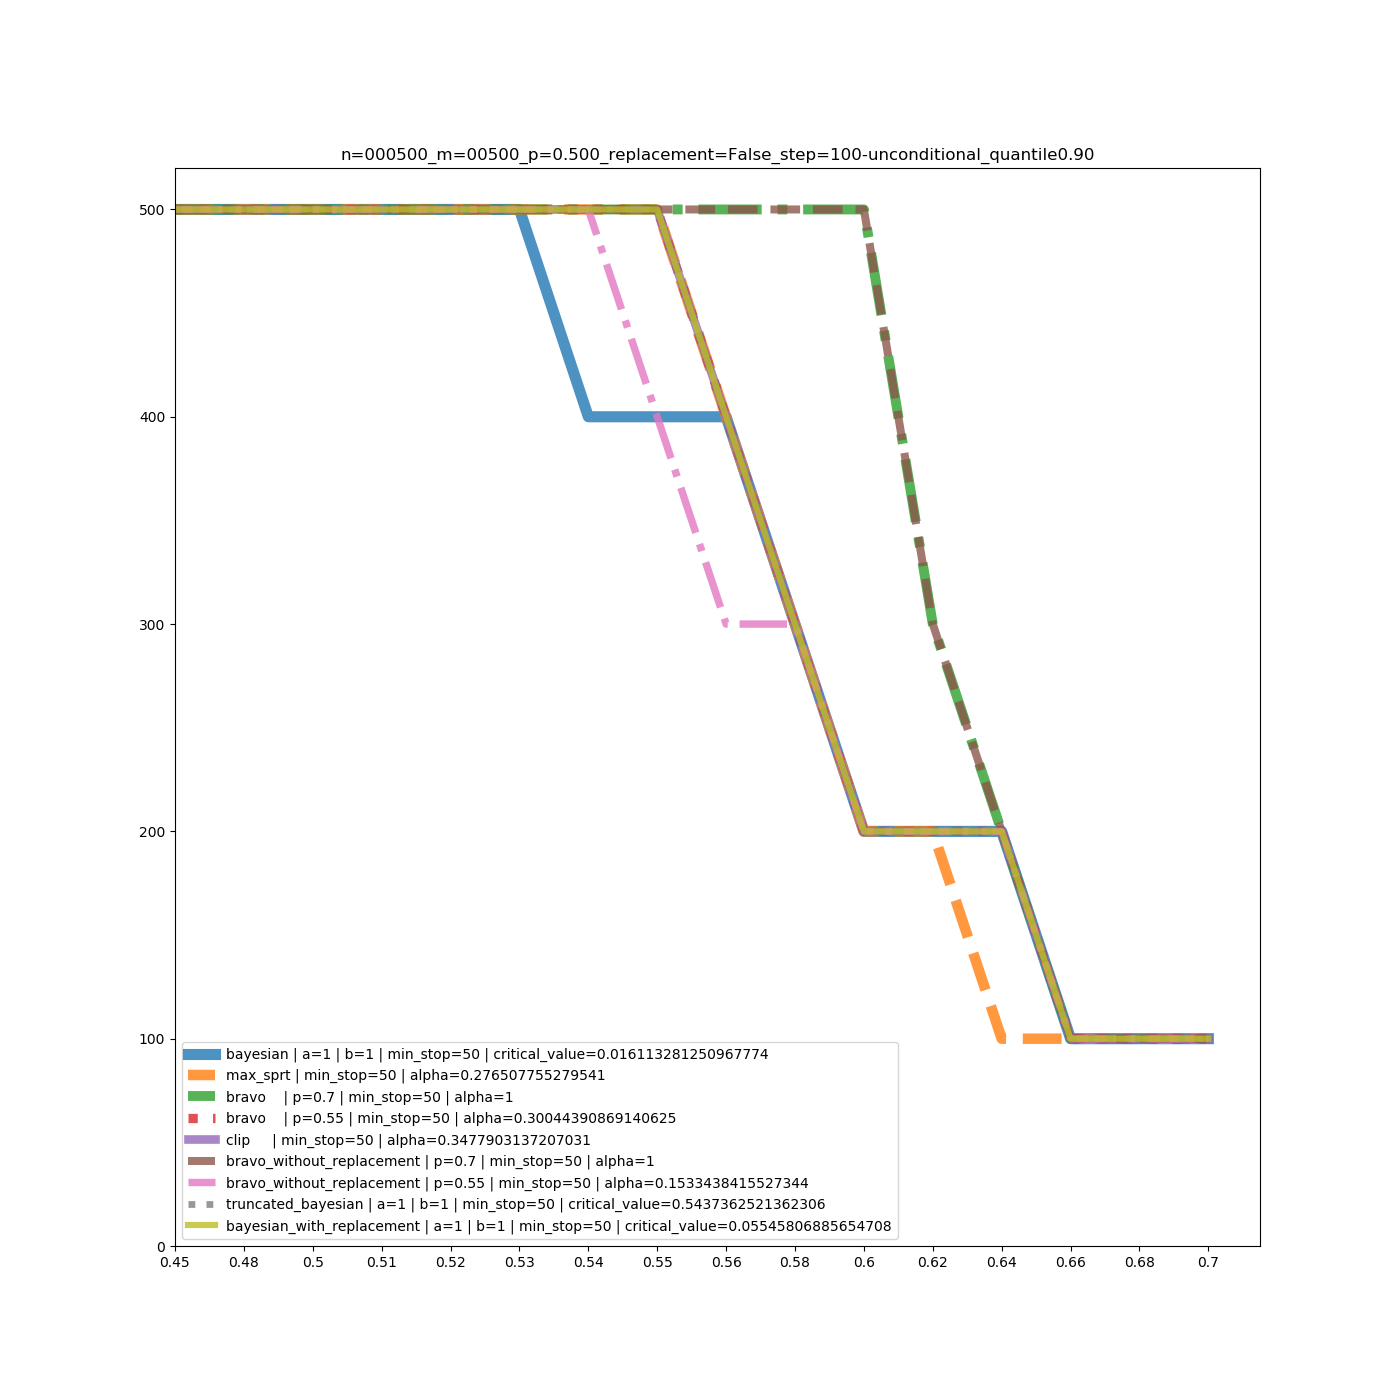 n=000500_m=00500_p=0.500_replacement=False_step=100-unconditional_quantile0.90
500
400
300
200
100
0
bayesian | a=1 | b=1 | min_stop=50 | critical_value=0.016113281250967774
max_sprt | min_stop=50 | alpha=0.276507755279541
bravo | p=0.7 | min_stop=50 | alpha=1
bravo | p=0.55 | min_stop=50 | alpha=0.30044390869140625
clip | min_stop=50 | alpha=0.3477903137207031
bravo_without_replacement | p=0.7 | min_stop=50 | alpha=1
bravo_without_replacement | p=0.55 | min_stop=50 | alpha=0.1533438415527344
truncated_bayesian | a=1 | b=1 | min_stop=50 | critical_value=0.5437362521362306
bayesian_with_replacement | a=1 | b=1 | min_stop=50 | critical_value=0.05545806885654708
0.45 0.48 0.5 0.51 0.52 0.53 0.54 0.55 0.56 0.58 0.6 0.62 0.64 0.66 0.68 0.7